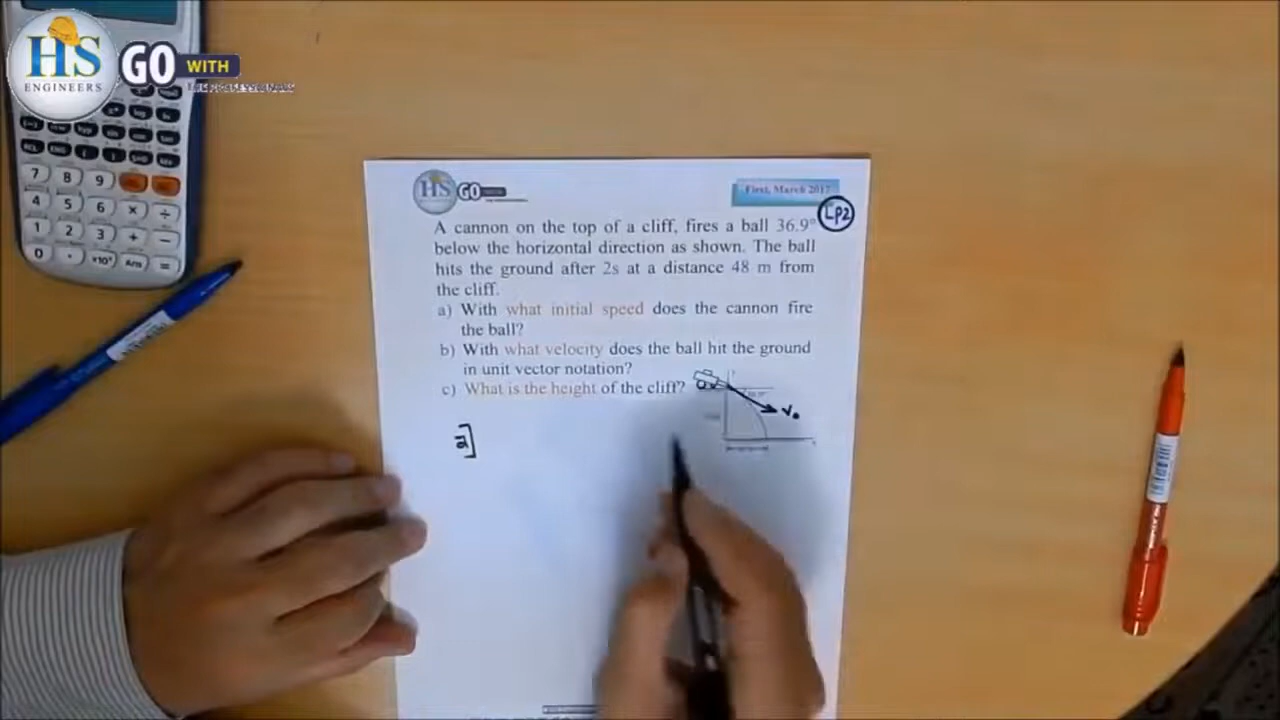 HS
ENGINEERS
GO WITH
HS GO
First, March 2017
LP2
A cannon on the top of a cliff, fires a ball 36.9°
below the horizontal direction as shown. The ball
hits the ground after 2s at a distance 48 m from
the cliff.
a) With what initial speed does the cannon fire
the ball?
b) With what velocity does the ball hit the ground
in unit vector notation?
c) What is the height of the cliff?
V₀
a]
7 8 9
4 5 6 × ÷
1 2 3 + −
0 . ×10ˣ Ans =